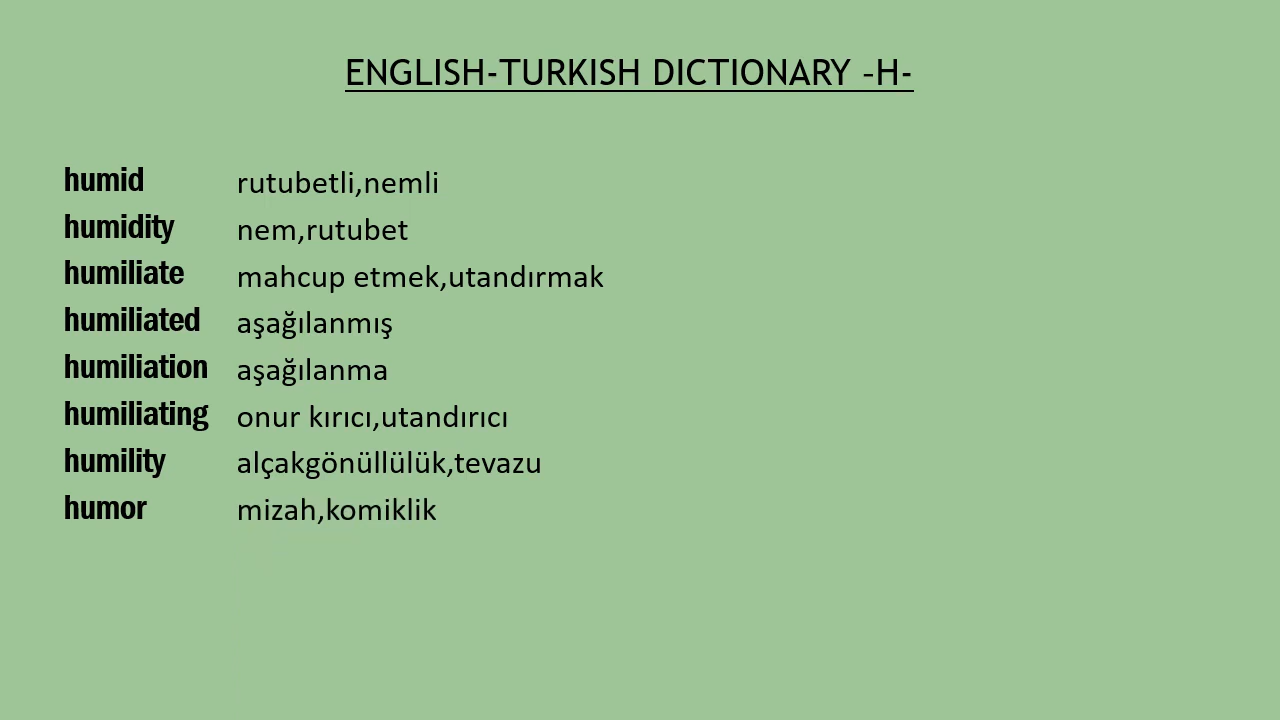 ENGLISH-TURKISH DICTIONARY –H-
humid rutubetli,nemli
humidity nem,rutubet
humiliate mahcup etmek,utandırmak
humiliated aşağılanmış
humiliation aşağılanma
humiliating onur kırıcı,utandırıcı
humility alçakgönüllülük,tevazu
humor mizah,komiklik